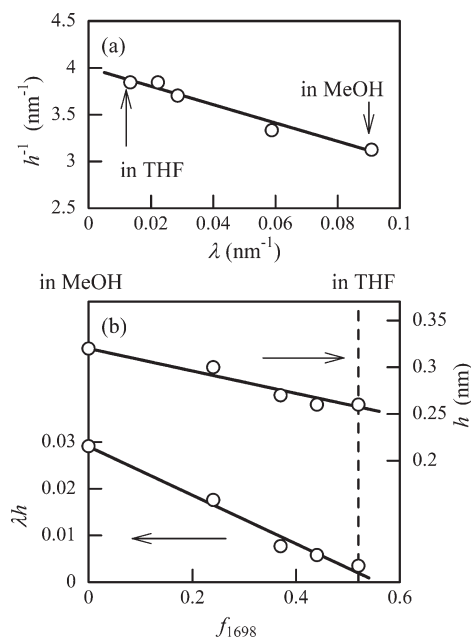 (a)
4.5
4
3.5
3
2.5
h⁻¹ (nm⁻¹)
in THF
in MeOH
0 0.02 0.04 0.06 0.08 0.1
λ (nm⁻¹)
in MeOH in THF
(b)
0.35
0.3
0.25
0.2
h (nm)
0.03
0.02
0.01
0
λh
0 0.2 0.4 0.6
f₁₆₉₈